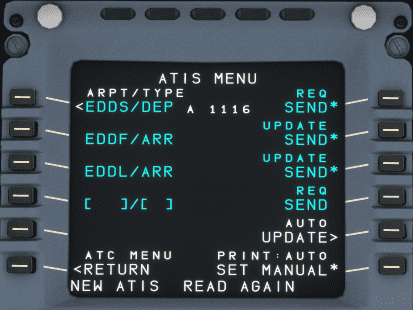 ATIS MENU
ARPT/TYPE REQ
<EDDS/DEP A 1116 SEND*
UPDATE
EDDF/ARR SEND*
UPDATE
EDDL/ARR SEND*
REQ
[ ]/[ ] SEND
AUTO
UPDATE>
ATC MENU PRINT:AUTO
<RETURN SET MANUAL*
NEW ATIS READ AGAIN